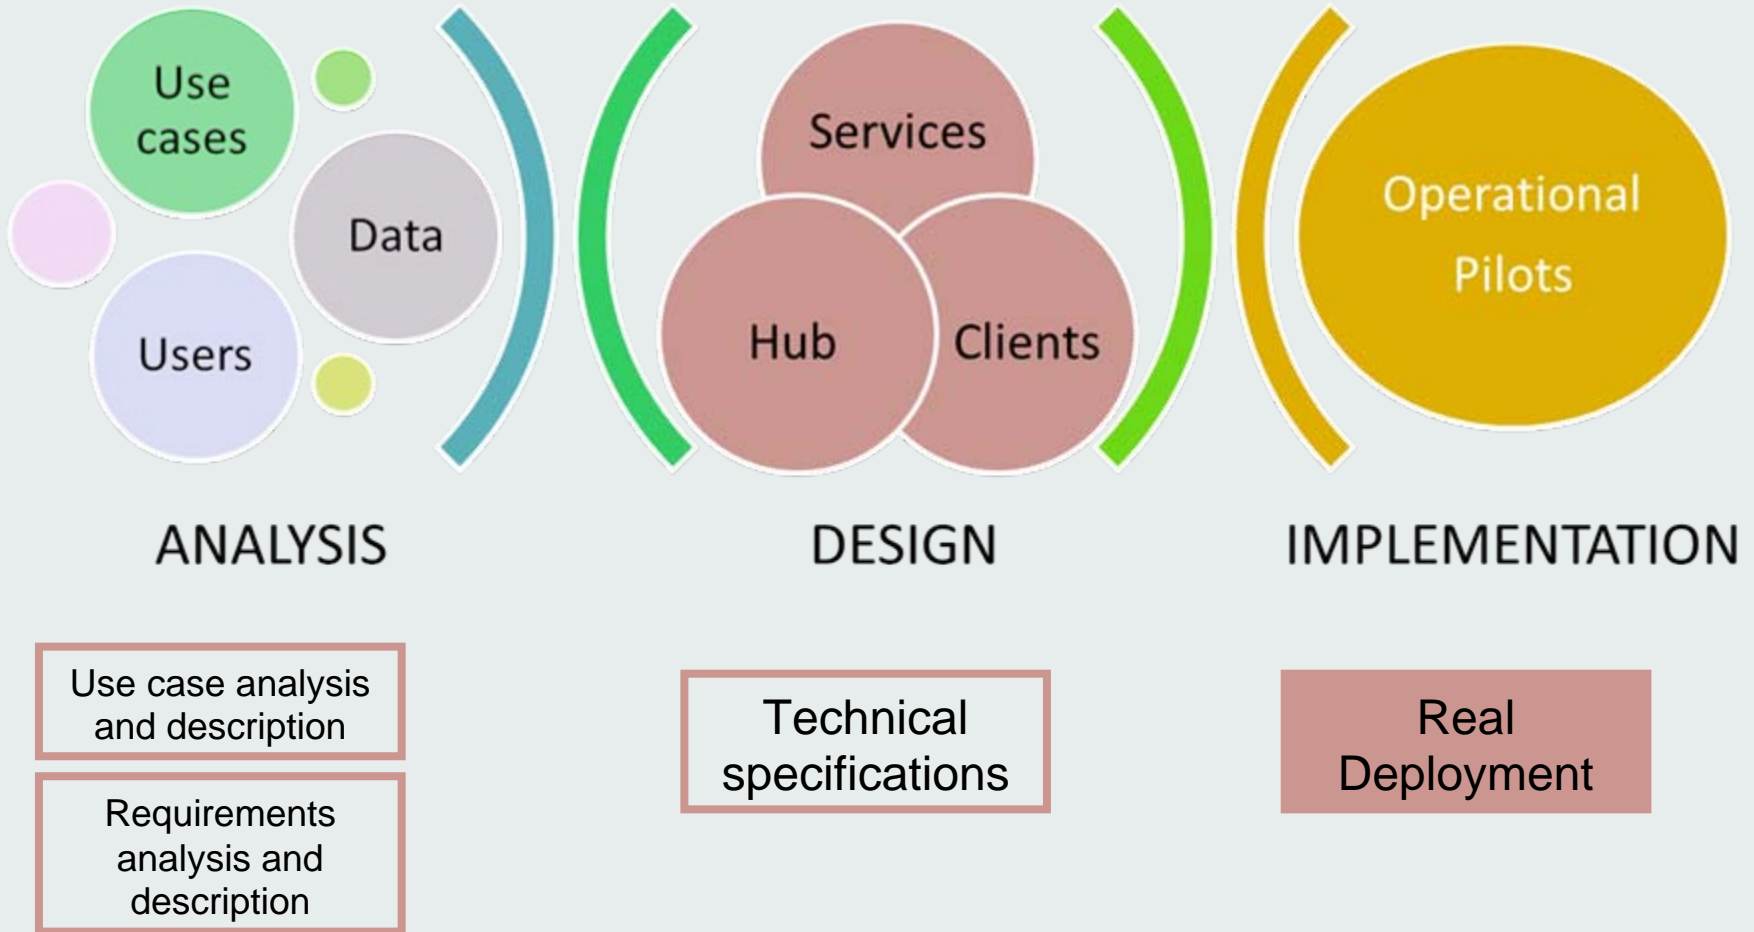 Use
cases
Data
Users
Services
Hub
Clients
Operational
Pilots
ANALYSIS
DESIGN
IMPLEMENTATION
Use case analysis
and description
Requirements
analysis and
description
Technical
specifications
Real
Deployment